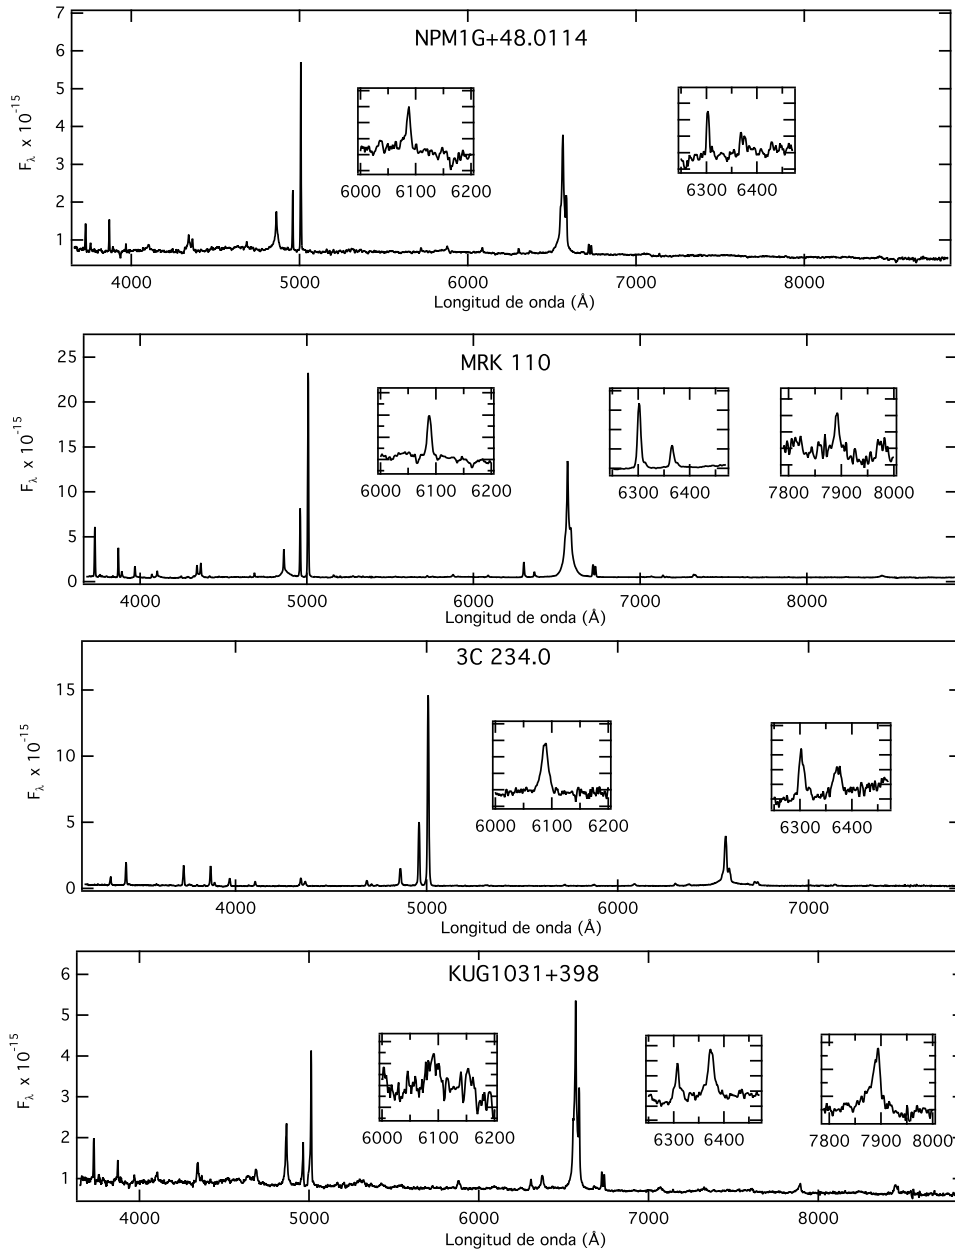 NPM1G+48.0114
7
6
5
4
3
2
1
Fλ x 10-15
6000 6100 6200
6300 6400
4000 5000 6000 7000 8000
Longitud de onda (Å)
MRK 110
25
20
15
10
5
0
Fλ x 10-15
6000 6100 6200
6300 6400
7800 7900 8000
4000 5000 6000 7000 8000
Longitud de onda (Å)
3C 234.0
15
10
5
0
Fλ x 10-15
6000 6100 6200
6300 6400
4000 5000 6000 7000
Longitud de onda (Å)
KUG1031+398
6
5
4
3
2
1
Fλ x 10-15
6000 6100 6200
6300 6400
7800 7900 8000
4000 5000 6000 7000 8000
Longitud de onda (Å)